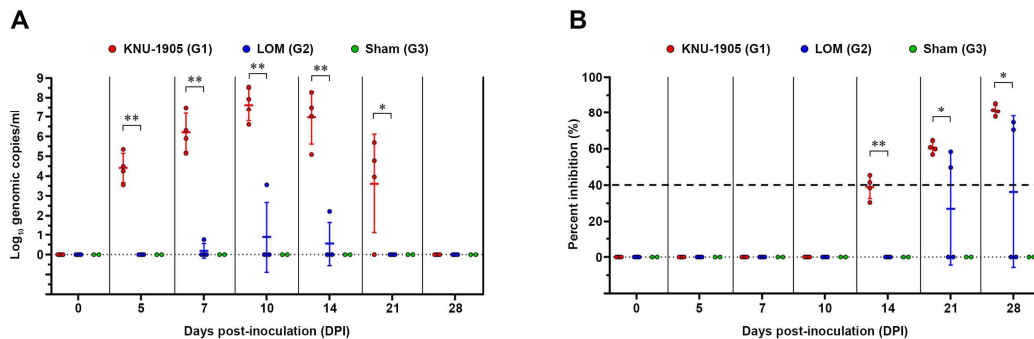 A
KNU-1905 (G1) LOM (G2) Sham (G3)
Log₁₀ genomic copies/ml
9
8
7
6
5
4
3
2
1
0
** ** ** ** *
0 5 7 10 14 21 28
Days post-inoculation (DPI)
B
KNU-1905 (G1) LOM (G2) Sham (G3)
Percent inhibition (%)
100
80
60
40
20
0
** * *
0 5 7 10 14 21 28
Days post-inoculation (DPI)